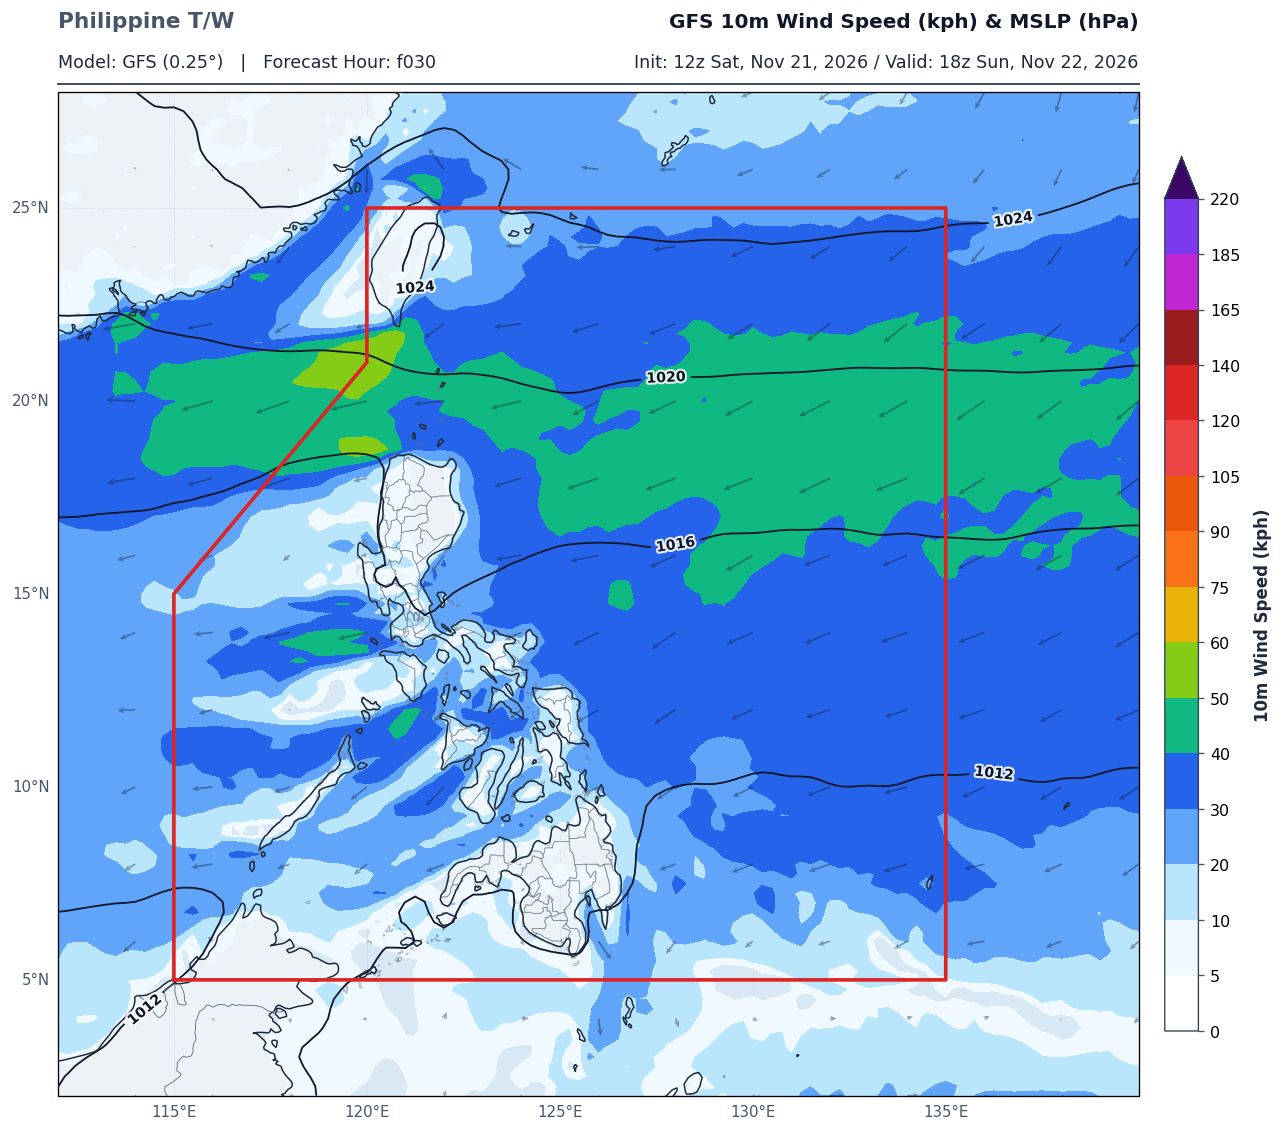 Philippine T/W
GFS 10m Wind Speed (kph) & MSLP (hPa)
Model: GFS (0.25°) | Forecast Hour: f030
Init: 12z Sat, Nov 21, 2026 / Valid: 18z Sun, Nov 22, 2026
25°N
20°N
15°N
10°N
5°N
115°E
120°E
125°E
130°E
135°E
1024
1024
1020
1016
1012
1012
220
185
165
140
120
105
90
75
60
50
40
30
20
10
5
0
10m Wind Speed (kph)